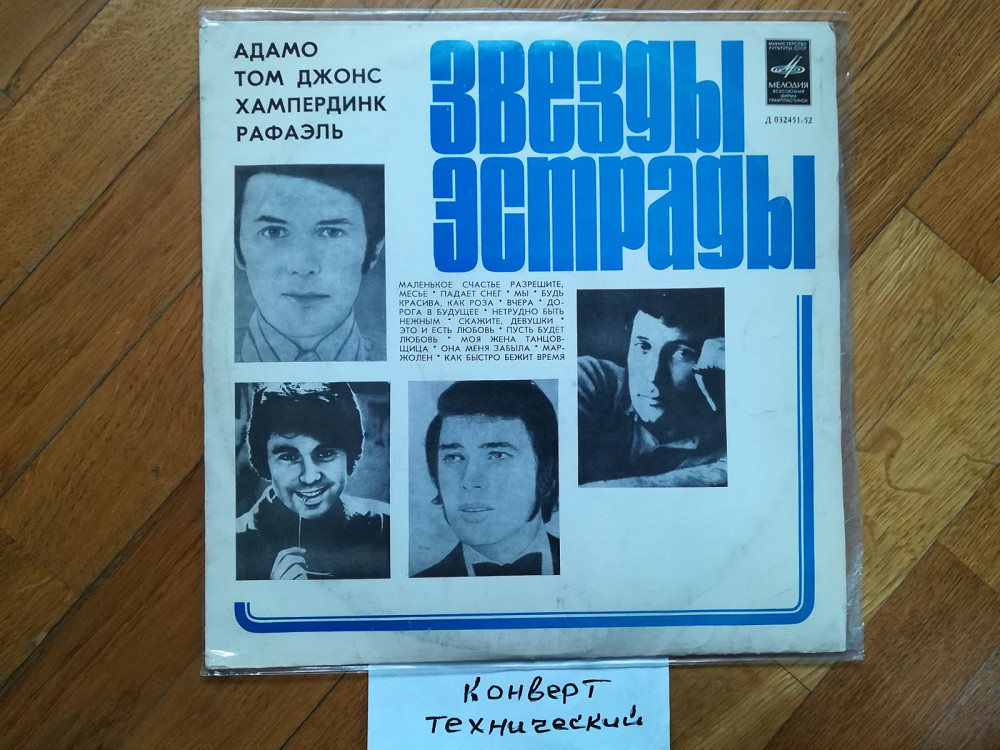 АДАМО
ТОМ ДЖОНС
ХАМПЕРДИНК
РАФАЭЛЬ
ЗВЕЗДЫ
ЭСТРАДЫ
МИНИСТЕРСТВО
КУЛЬТУРЫ СССР
МЕЛОДИЯ
ВСЕСОЮЗНАЯ
ФИРМА
ГРАМПЛАСТИНОК
Д 032451-52
МАЛЕНЬКОЕ СЧАСТЬЕ РАЗРЕШИТЕ,
МЕСЬЕ * ПАДАЕТ СНЕГ * МЫ * БУДЬ
КРАСИВА, КАК РОЗА * ВЧЕРА * ДО-
РОГА В БУДУЩЕЕ * НЕТРУДНО БЫТЬ
НЕЖНЫМ * СКАЖИТЕ, ДЕВУШКИ *
ЭТО И ЕСТЬ ЛЮБОВЬ * ПУСТЬ БУДЕТ
ЛЮБОВЬ * МОЯ ЖЕНА ТАНЦОВ-
ЩИЦА * ОНА МЕНЯ ЗАБЫЛА * МАР-
ЖОЛЕН * КАК БЫСТРО БЕЖИТ ВРЕМЯ
Конверт
технический